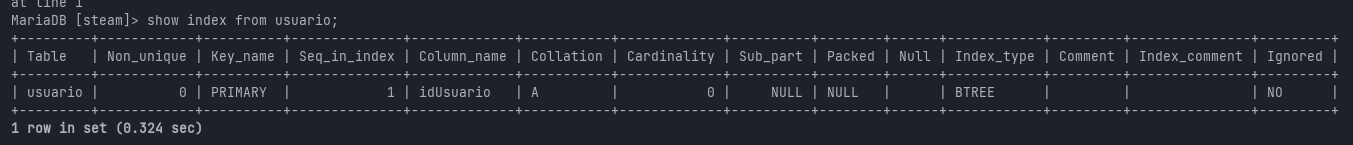 at line 1
MariaDB [steam]> show index from usuario;
+---------+------------+----------+--------------+-------------+-----------+-------------+----------+--------+------+------------+---------+---------------+---------+
| Table   | Non_unique | Key_name | Seq_in_index | Column_name | Collation | Cardinality | Sub_part | Packed | Null | Index_type | Comment | Index_comment | Ignored |
+---------+------------+----------+--------------+-------------+-----------+-------------+----------+--------+------+------------+---------+---------------+---------+
| usuario |          0 | PRIMARY  |            1 | idUsuario   | A         |           0 |     NULL | NULL   |      | BTREE      |         |               | NO      |
+---------+------------+----------+--------------+-------------+-----------+-------------+----------+--------+------+------------+---------+---------------+---------+
1 row in set (0.324 sec)